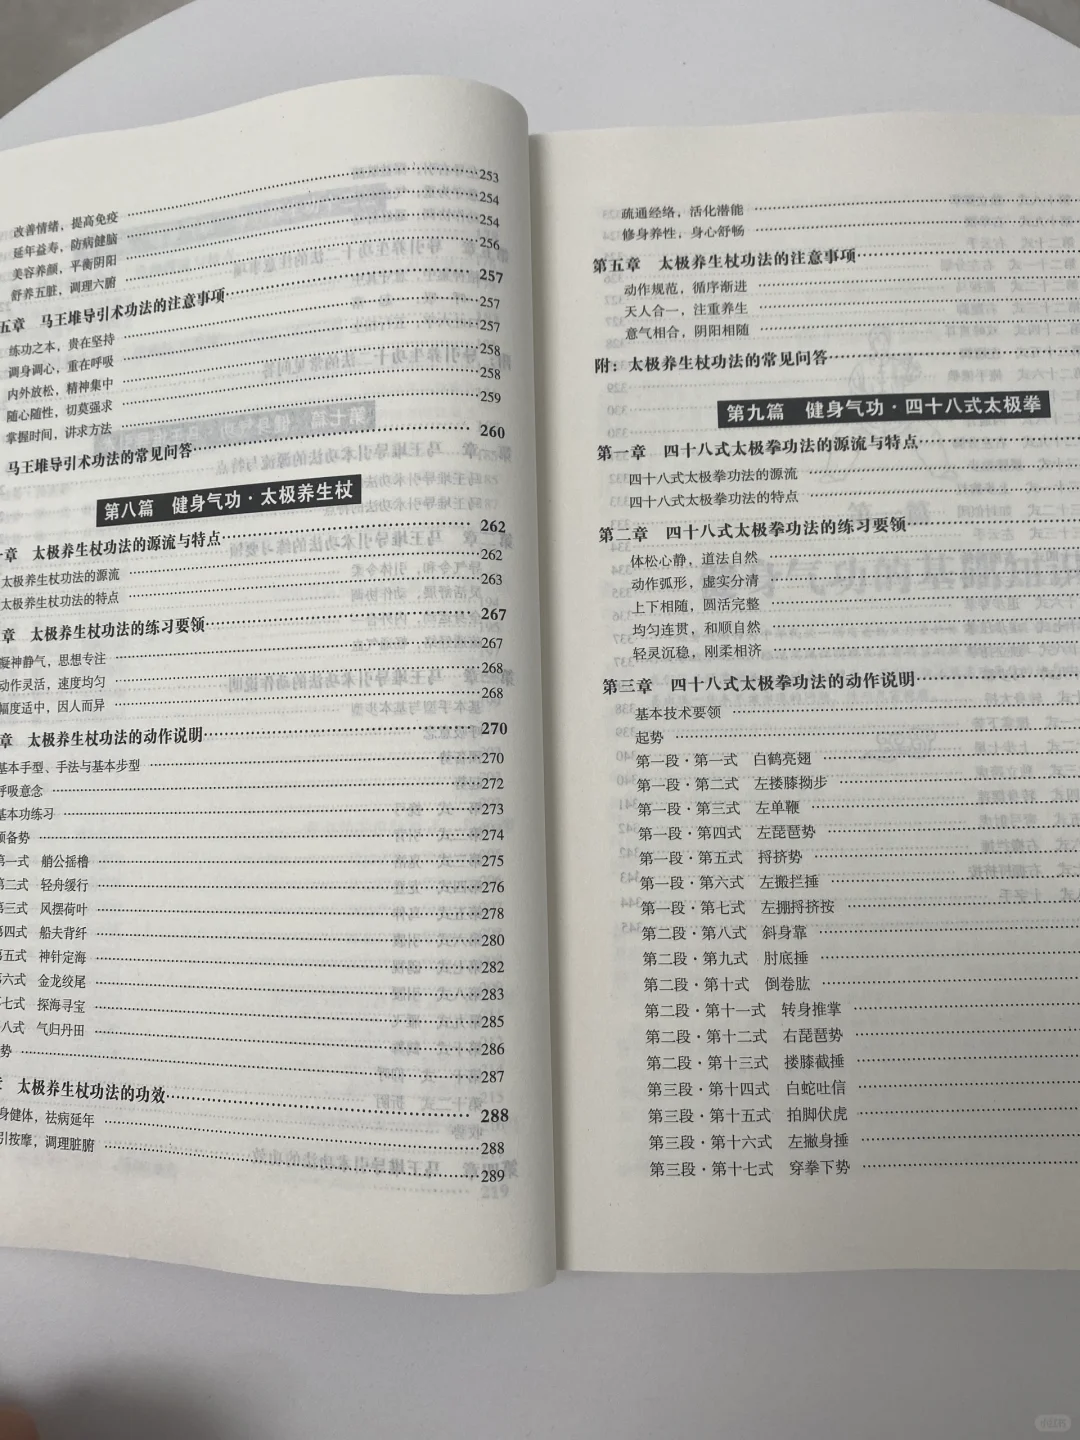 改善情绪，提高免疫 253
延年益寿，防病健脑 254
美容养颜，平衡阴阳 254
舒养五脏，调理六腑 256
五章 马王堆导引术功法的注意事项 257
练功之本，贵在坚持 257
调身调心，重在呼吸 257
内外放松，精神集中 258
随心随性，切莫强求 258
掌握时间，讲求方法 259
马王堆导引术功法的常见问答 260
第八篇 健身气功·太极养生杖
章 太极养生杖功法的源流与特点 262
太极养生杖功法的源流 262
太极养生杖功法的特点 263
章 太极养生杖功法的练习要领 267
凝神静气，思想专注 267
动作灵活，速度均匀 268
幅度适中，因人而异 268
章 太极养生杖功法的动作说明 270
基本手型、手法与基本步型 270
呼吸意念 272
基本功练习 273
预备势 274
第一式 艄公摇橹 275
第二式 轻舟缓行 276
第三式 风摆荷叶 278
第四式 船夫背纤 280
第五式 神针定海 282
第六式 金龙绞尾 283
七式 探海寻宝 285
八式 气归丹田 286
势 287
太极养生杖功法的功效 288
身健体，祛病延年 288
引按摩，调理脏腑 289
疏通经络，活化潜能
修身养性，身心舒畅
第五章 太极养生杖功法的注意事项
动作规范，循序渐进
天人合一，注重养生
意气相合，阴阳相随
附：太极养生杖功法的常见问答
第九篇 健身气功·四十八式太极拳
第一章 四十八式太极拳功法的源流与特点
四十八式太极拳功法的源流
四十八式太极拳功法的特点
第二章 四十八式太极拳功法的练习要领
体松心静，道法自然
动作弧形，虚实分清
上下相随，圆活完整
均匀连贯，和顺自然
轻灵沉稳，刚柔相济
第三章 四十八式太极拳功法的动作说明
基本技术要领
起势
第一段·第一式 白鹤亮翅
第一段·第二式 左搂膝拗步
第一段·第三式 左单鞭
第一段·第四式 左琵琶势
第一段·第五式 捋挤势
第一段·第六式 左搬拦捶
第一段·第七式 左掤捋挤按
第二段·第八式 斜身靠
第二段·第九式 肘底捶
第二段·第十式 倒卷肱
第二段·第十一式 转身推掌
第二段·第十二式 右琵琶势
第二段·第十三式 搂膝截捶
第三段·第十四式 白蛇吐信
第三段·第十五式 拍脚伏虎
第三段·第十六式 左撇身捶
第三段·第十七式 穿拳下势
小红书